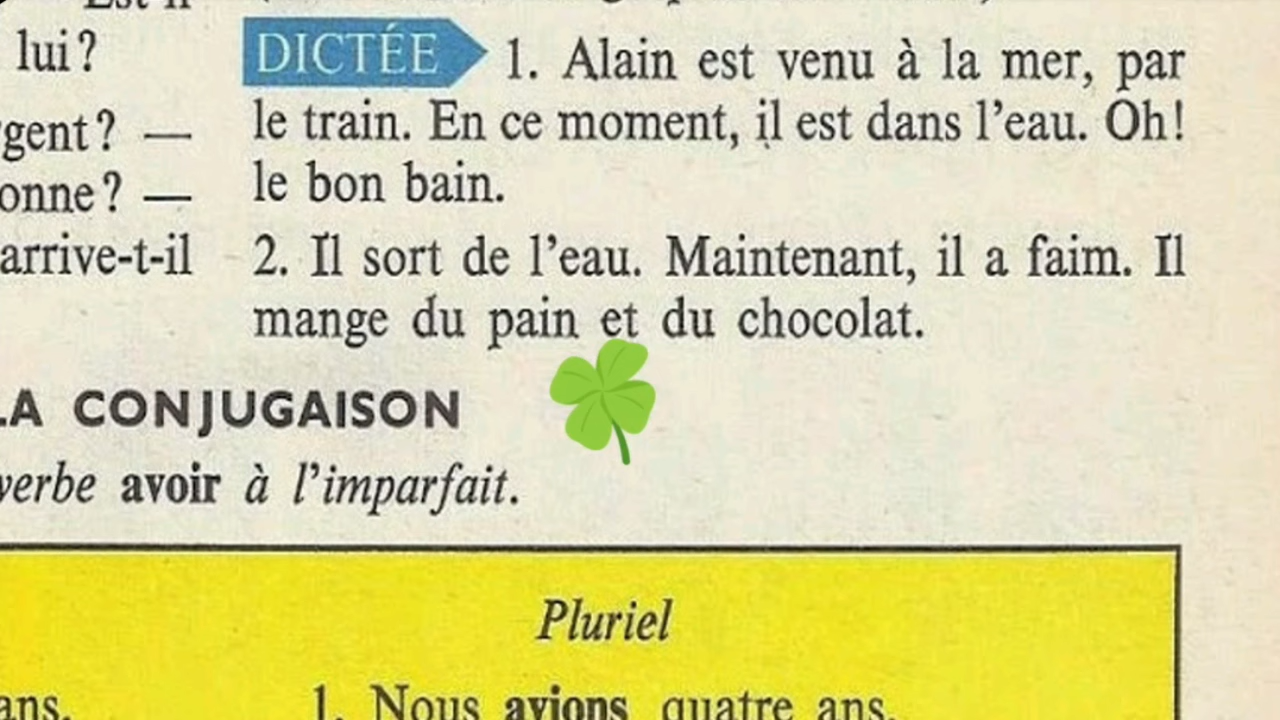 lui ?
arrive-t-il
DICTÉE 1. Alain est venu à la mer, par
le train. En ce moment, il est dans l'eau. Oh!
le bon bain.
2. Il sort de l'eau. Maintenant, il a faim. Il
mange du pain et du chocolat.
LA CONJUGAISON
verbe avoir à l'imparfait.
Pluriel
ans.
1. Nous avions quatre ans.